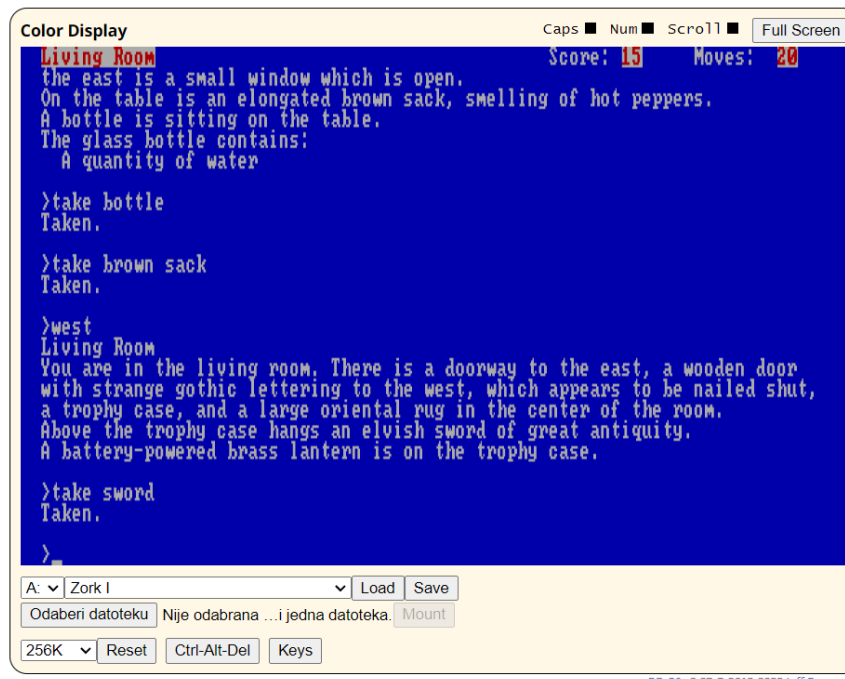 Color Display Caps Num Scroll Full Screen
Living Room Score: 15 Moves: 20
the east is a small window which is open.
On the table is an elongated brown sack, smelling of hot peppers.
A bottle is sitting on the table.
The glass bottle contains:
A quantity of water
>take bottle
Taken.
>take brown sack
Taken.
>west
Living Room
You are in the living room. There is a doorway to the east, a wooden door
with strange gothic lettering to the west, which appears to be nailed shut,
a trophy case, and a large oriental rug in the center of the room.
Above the trophy case hangs an elvish sword of great antiquity.
A battery-powered brass lantern is on the trophy case.
>take sword
Taken.
>_
A: Zork I Load Save
Odaberi datoteku Nije odabrana …i jedna datoteka. Mount
256K Reset Ctrl-Alt-Del Keys